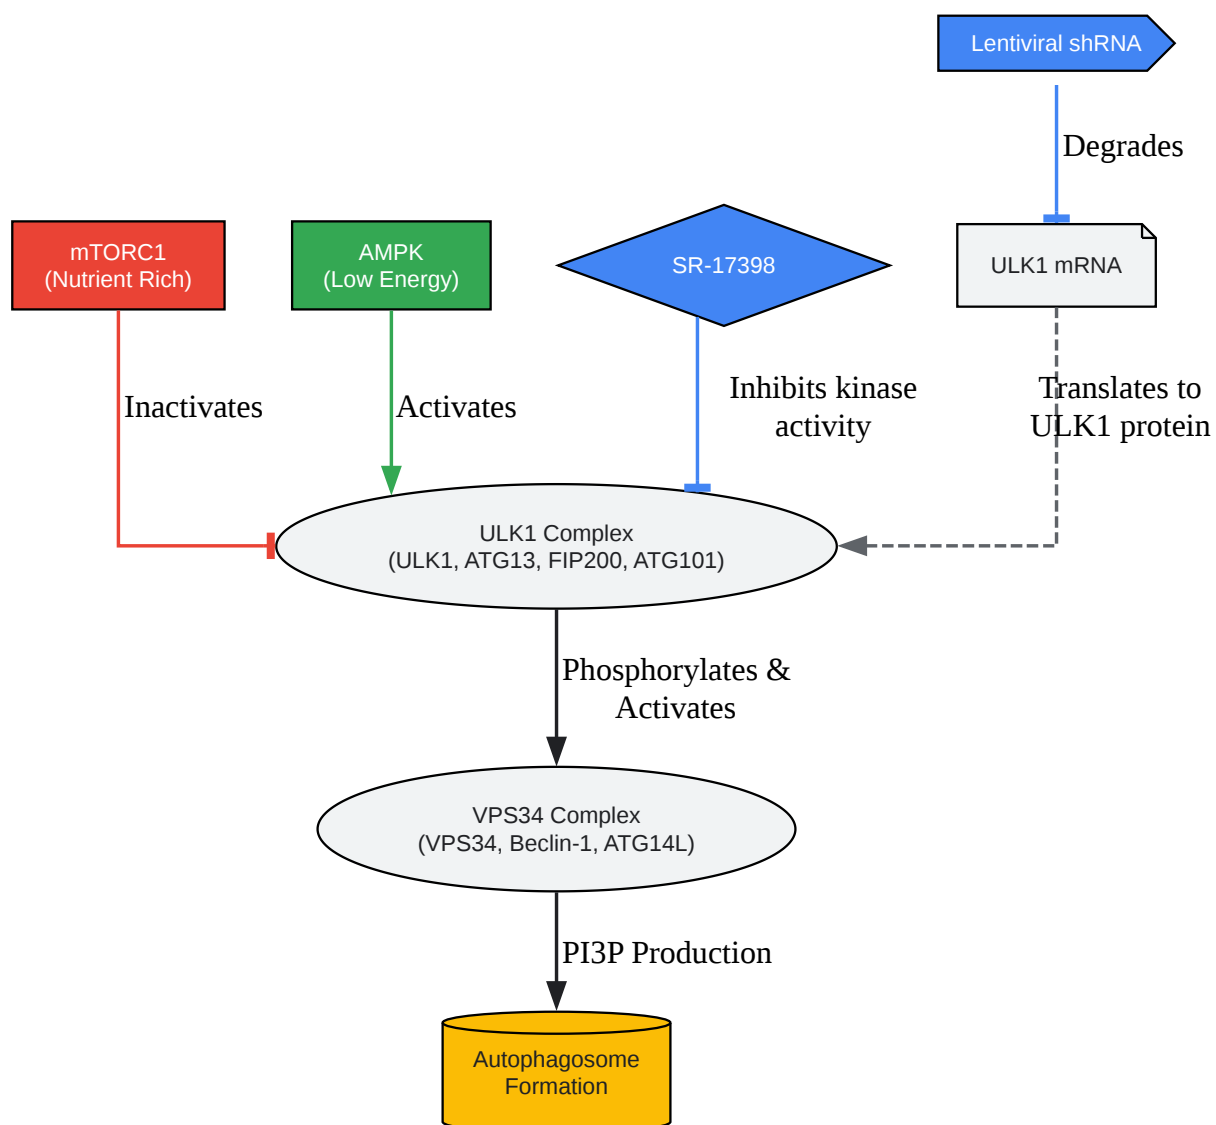 Lentiviral shRNA
Degrades
mTORC1
(Nutrient Rich)
AMPK
(Low Energy)
SR-17398
ULK1 mRNA
Inactivates
Activates
Inhibits kinase
activity
Translates to
ULK1 protein
ULK1 Complex
(ULK1, ATG13, FIP200, ATG101)
Phosphorylates &
Activates
VPS34 Complex
(VPS34, Beclin-1, ATG14L)
PI3P Production
Autophagosome
Formation